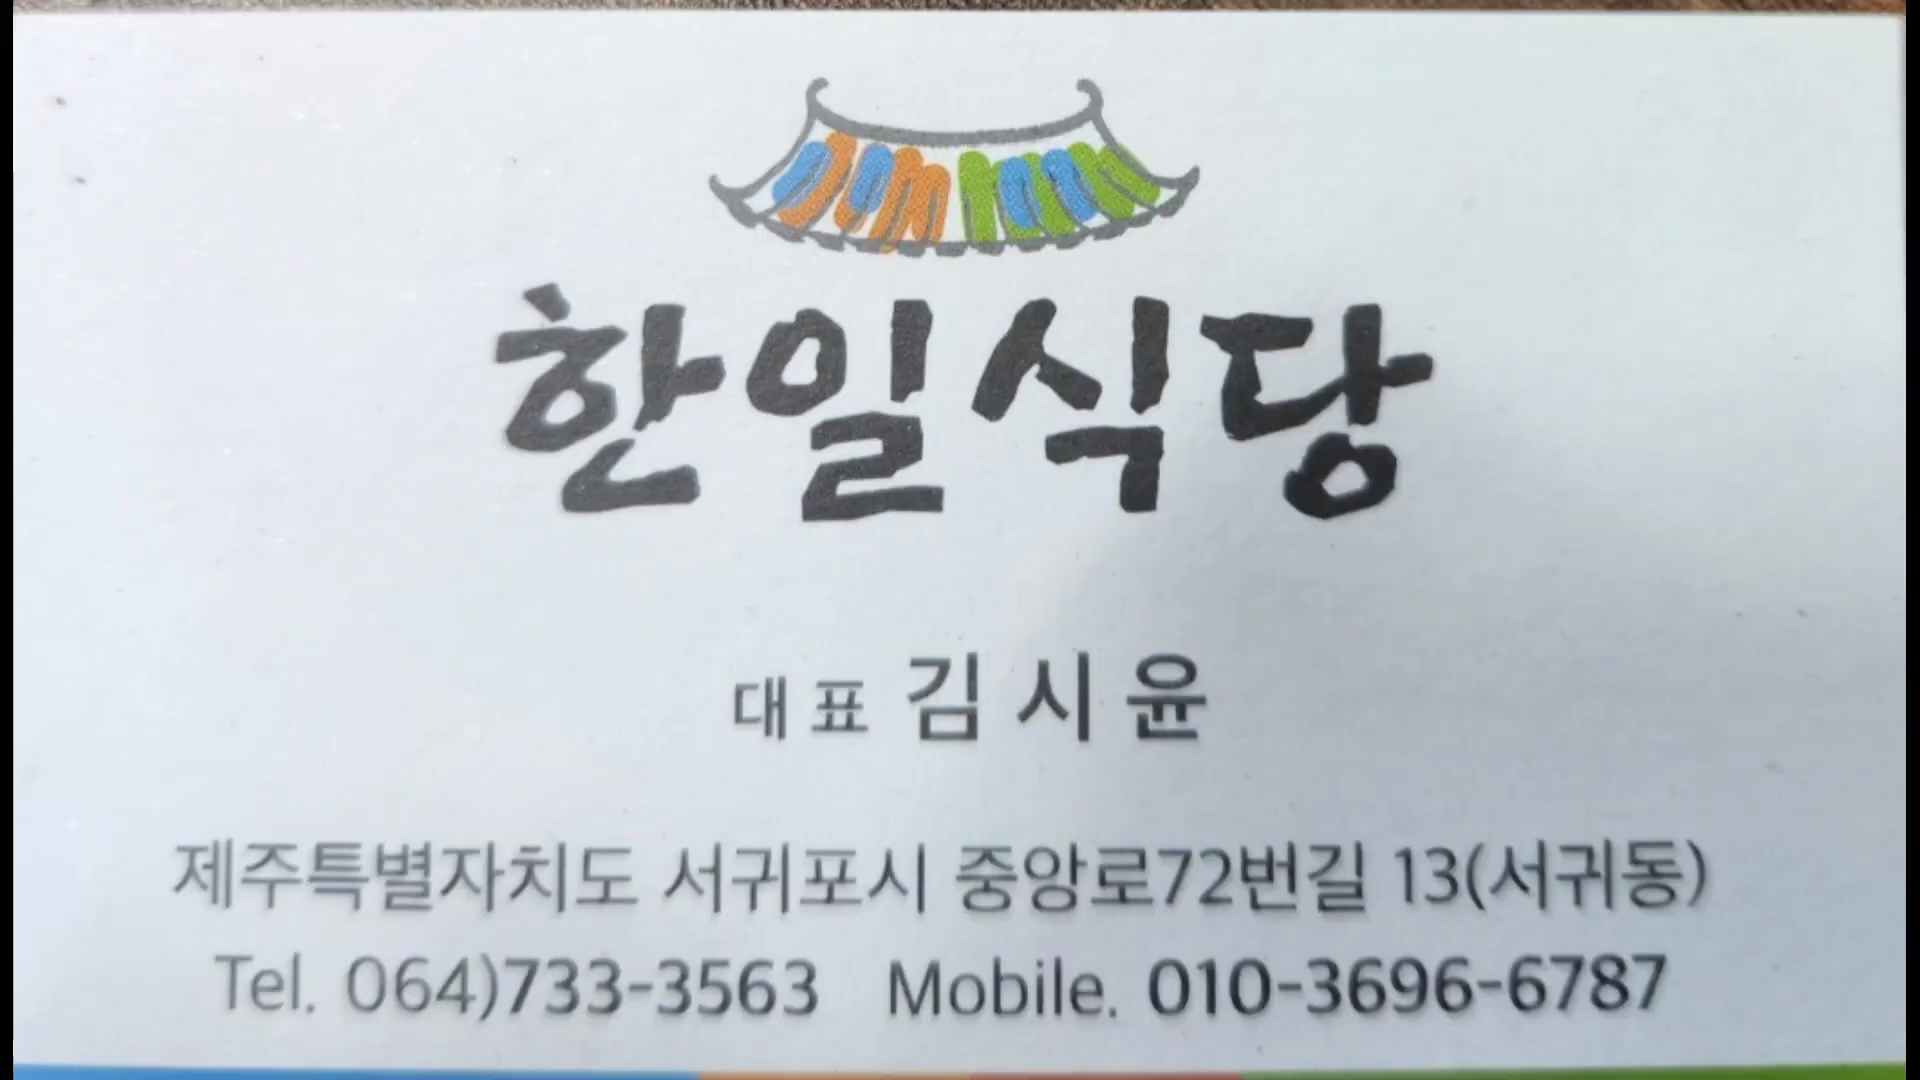 한일식당
대표 김시윤
제주특별자치도 서귀포시 중앙로72번길 13(서귀동)
Tel. 064)733-3563 Mobile. 010-3696-6787